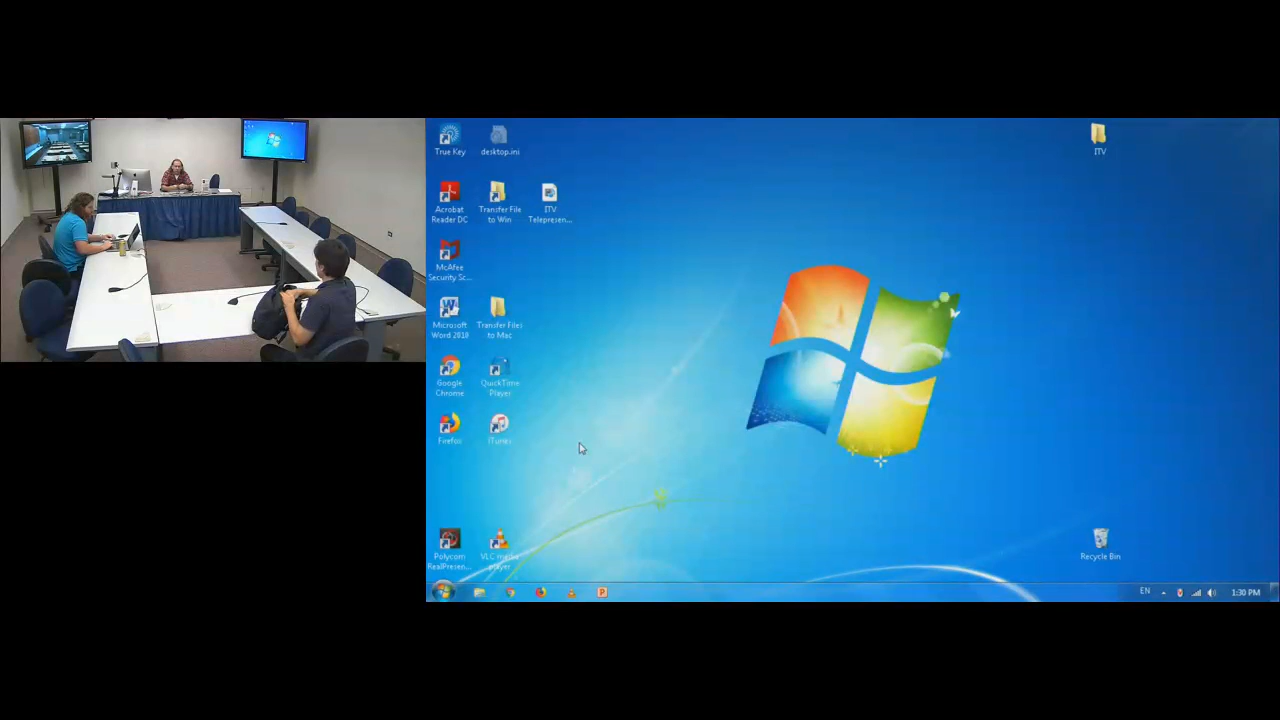 True Key
desktop.ini
ITV
Acrobat
Reader DC
Transfer File
to Win
ITV
Telepresen...
McAfee
Security Sc...
Microsoft
Word 2010
Transfer Files
to Mac
Google
Chrome
QuickTime
Player
Firefox
iTunes
Polycom
RealPresen...
VLC media
player
Recycle Bin
EN
1:30 PM